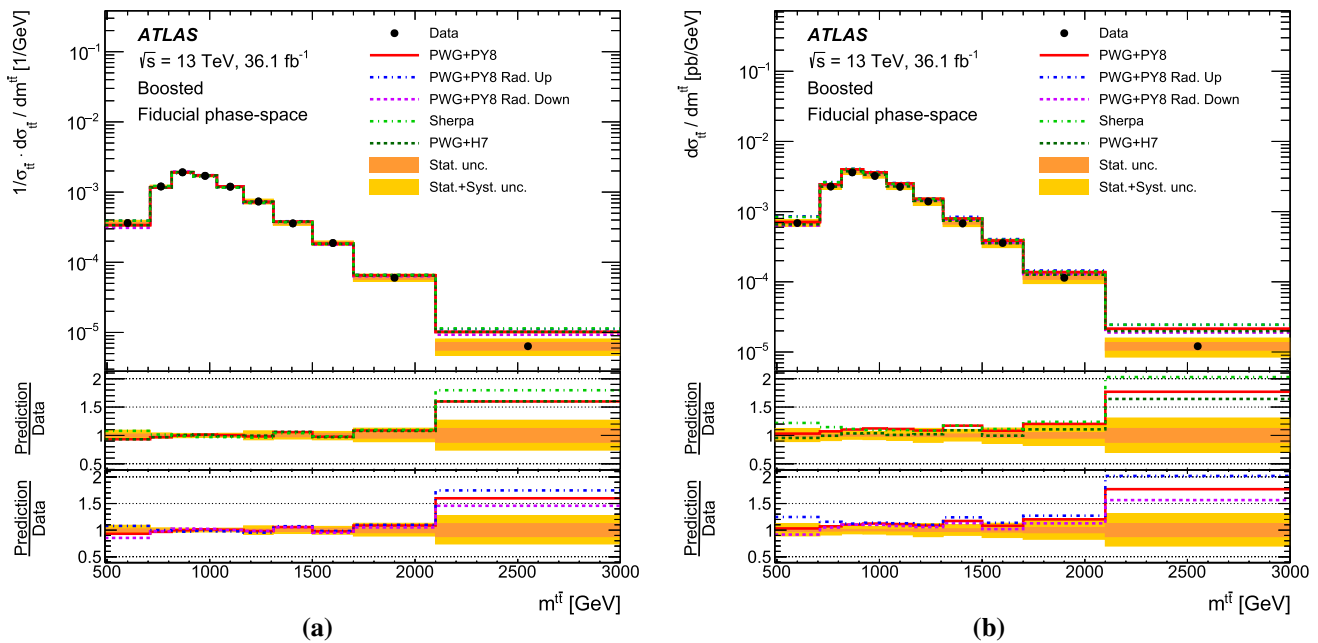 ATLAS
√s = 13 TeV, 36.1 fb⁻¹
Boosted
Fiducial phase-space
Data
PWG+PY8
PWG+PY8 Rad. Up
PWG+PY8 Rad. Down
Sherpa
PWG+H7
Stat. unc.
Stat.+Syst. unc.
1/σ_tt̄ · dσ_tt̄ / dm^tt̄ [1/GeV]
10⁻¹
10⁻²
10⁻³
10⁻⁴
10⁻⁵
Prediction
Data
2
1.5
1
0.5
Prediction
Data
2
1.5
1
0.5
500 1000 1500 2000 2500 3000
m^tt̄ [GeV]
(a)
ATLAS
√s = 13 TeV, 36.1 fb⁻¹
Boosted
Fiducial phase-space
Data
PWG+PY8
PWG+PY8 Rad. Up
PWG+PY8 Rad. Down
Sherpa
PWG+H7
Stat. unc.
Stat.+Syst. unc.
dσ_tt̄ / dm^tt̄ [pb/GeV]
10⁻¹
10⁻²
10⁻³
10⁻⁴
10⁻⁵
Prediction
Data
2
1.5
1
0.5
Prediction
Data
2
1.5
1
0.5
500 1000 1500 2000 2500 3000
m^tt̄ [GeV]
(b)